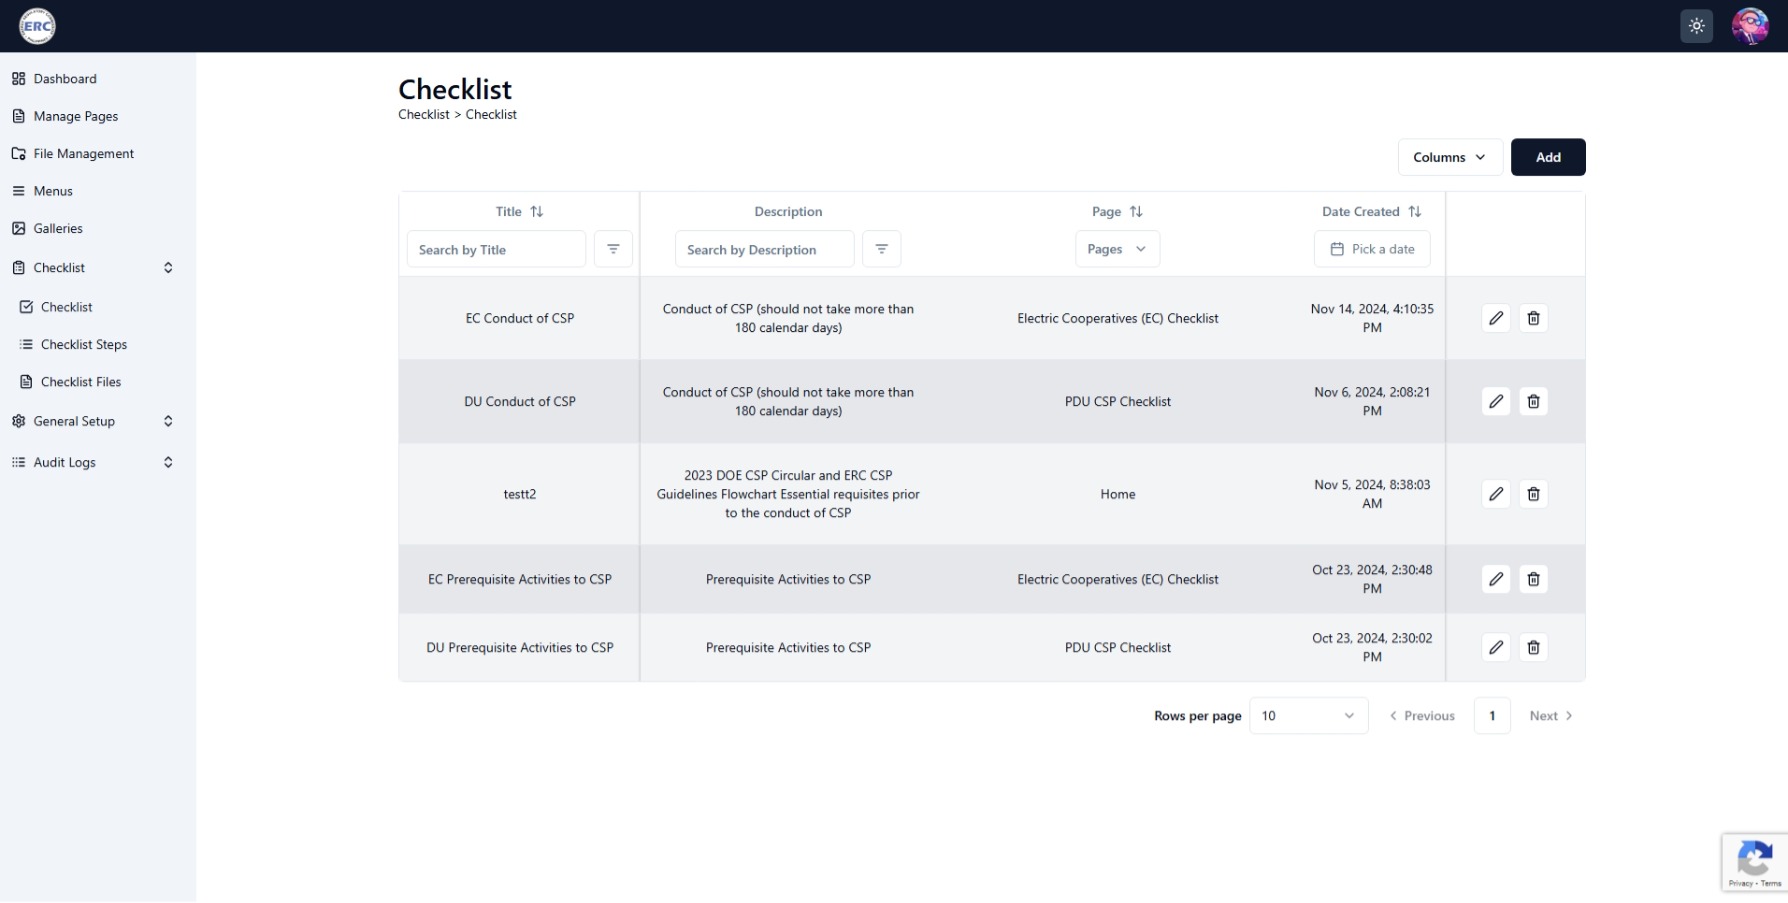 ERC
Dashboard
Manage Pages
File Management
Menus
Galleries
Checklist
Checklist
Checklist Steps
Checklist Files
General Setup
Audit Logs
Checklist
Checklist > Checklist
Columns
Add
Title
Description
Page
Date Created
Search by Title
Search by Description
Pages
Pick a date
EC Conduct of CSP
Conduct of CSP (should not take more than
180 calendar days)
Electric Cooperatives (EC) Checklist
Nov 14, 2024, 4:10:35
PM
DU Conduct of CSP
Conduct of CSP (should not take more than
180 calendar days)
PDU CSP Checklist
Nov 6, 2024, 2:08:21
PM
testt2
2023 DOE CSP Circular and ERC CSP
Guidelines Flowchart Essential requisites prior
to the conduct of CSP
Home
Nov 5, 2024, 8:38:03
AM
EC Prerequisite Activities to CSP
Prerequisite Activities to CSP
Electric Cooperatives (EC) Checklist
Oct 23, 2024, 2:30:48
PM
DU Prerequisite Activities to CSP
Prerequisite Activities to CSP
PDU CSP Checklist
Oct 23, 2024, 2:30:02
PM
Rows per page
10
Previous
1
Next
Privacy - Terms